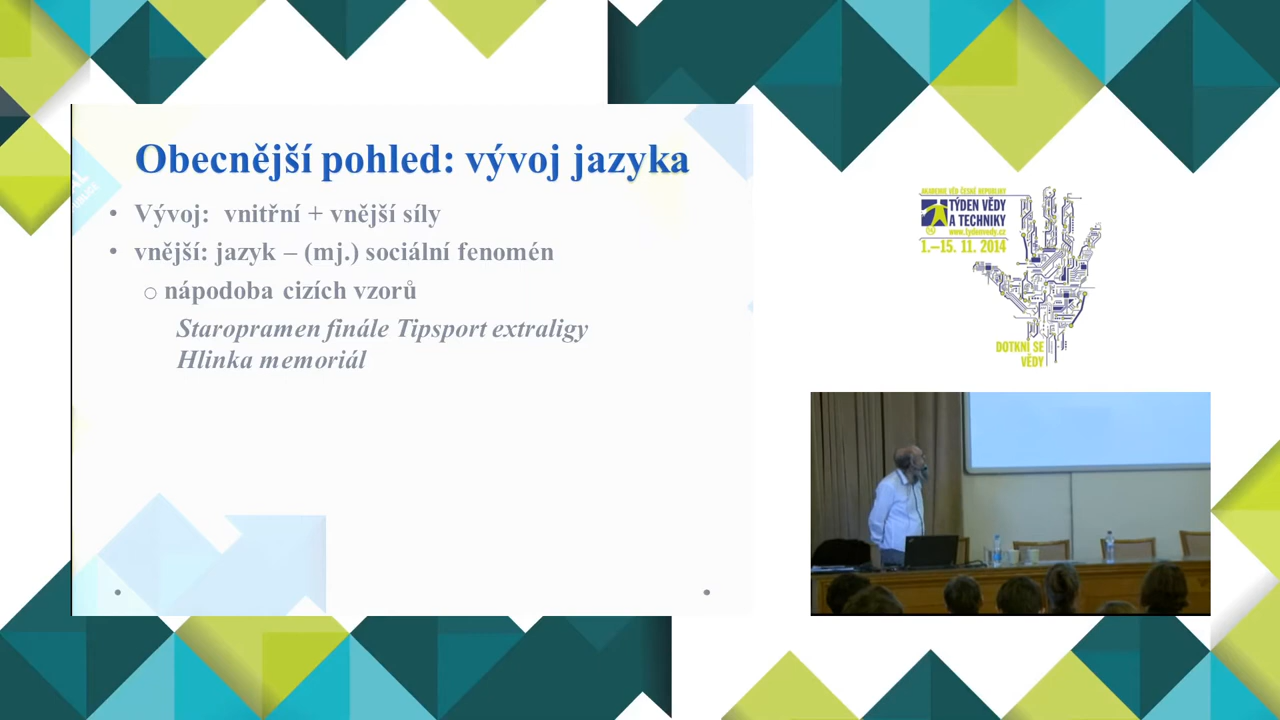 Obecnější pohled: vývoj jazyka
• Vývoj: vnitřní + vnější síly
• vnější: jazyk – (mj.) sociální fenomén
o nápodoba cizích vzorů
Staropramen finále Tipsport extraligy
Hlinka memoriál
AKADEMIE VĚD ČESKÉ REPUBLIKY
TÝDEN VĚDY
A TECHNIKY
www.tydenvedy.cz
1.–15. 11. 2014
DOTKNI SE
VĚDY